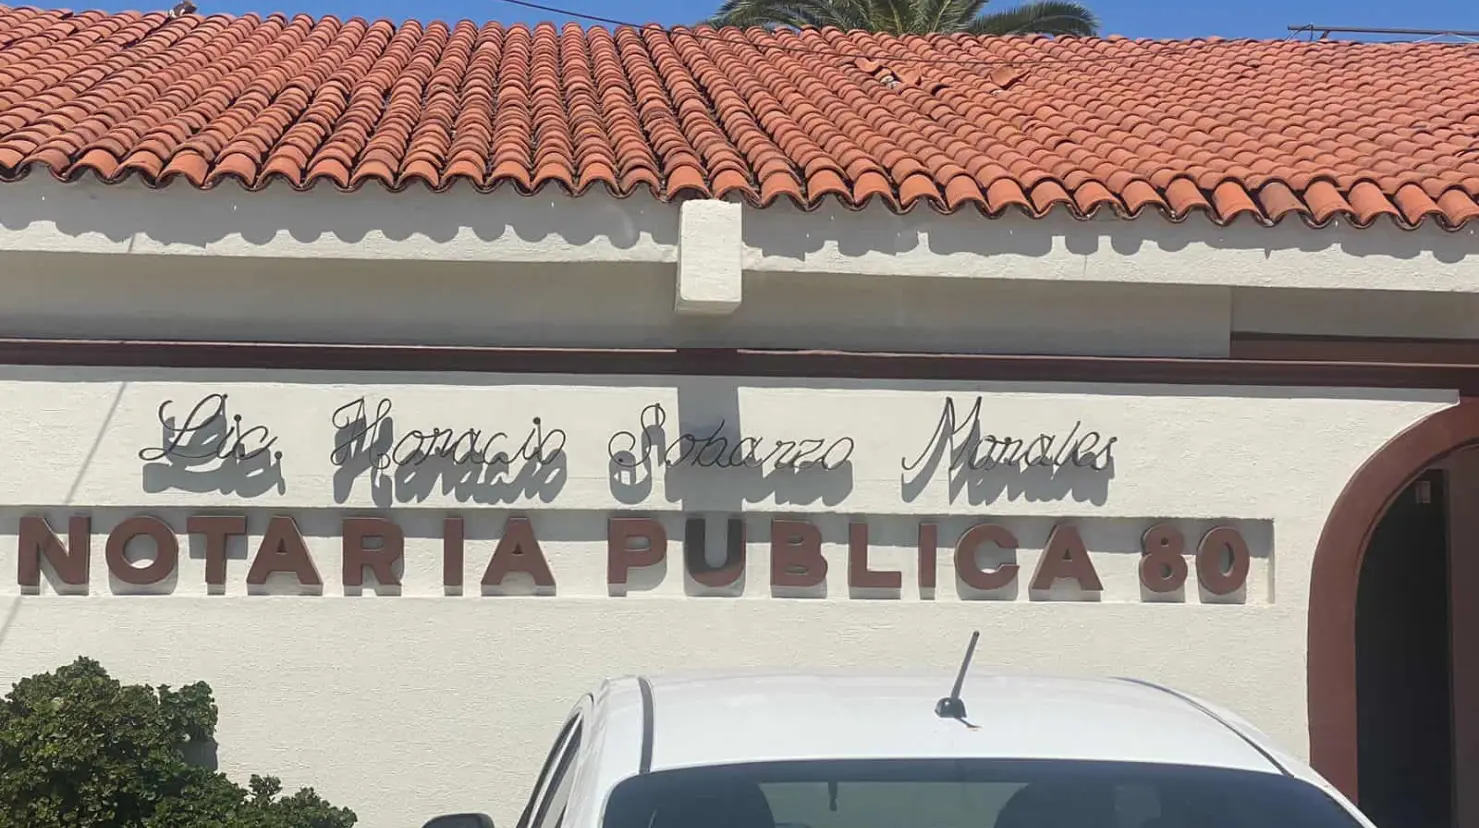 Lic. Horacio Sobarzo Morales
NOTARIA PUBLICA 80